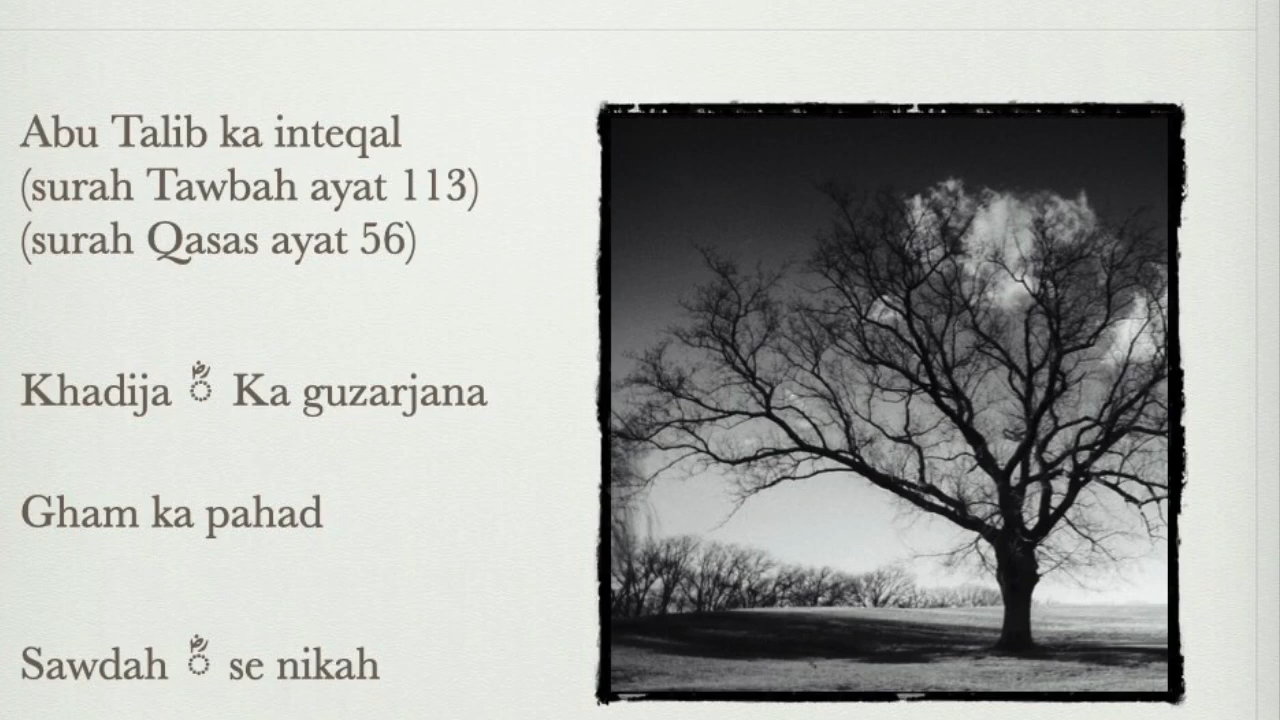 Abu Talib ka inteqal
(surah Tawbah ayat 113)
(surah Qasas ayat 56)
Khadija ؓ Ka guzarjana
Gham ka pahad
Sawdah ؓ se nikah